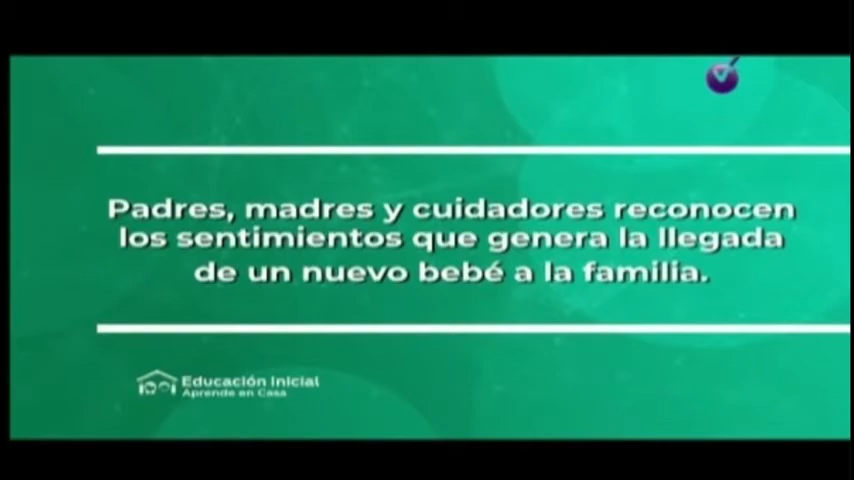 Padres, madres y cuidadores reconocen
los sentimientos que genera la llegada
de un nuevo bebé a la familia.
Educación Inicial
Aprende en Casa